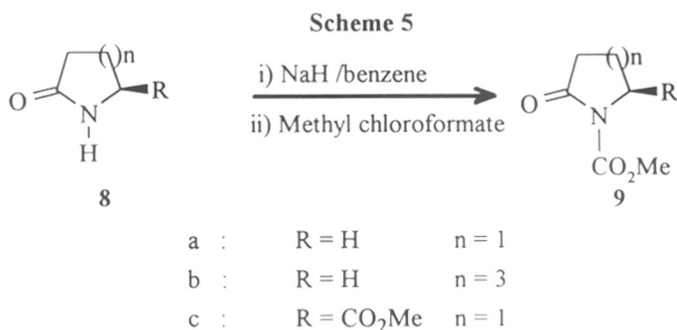 Scheme 5
( )n
R
O
N
H
8
i) NaH /benzene
ii) Methyl chloroformate
( )n
R
O
N
CO₂Me
9
a : R = H n = 1
b : R = H n = 3
c : R = CO₂Me n = 1